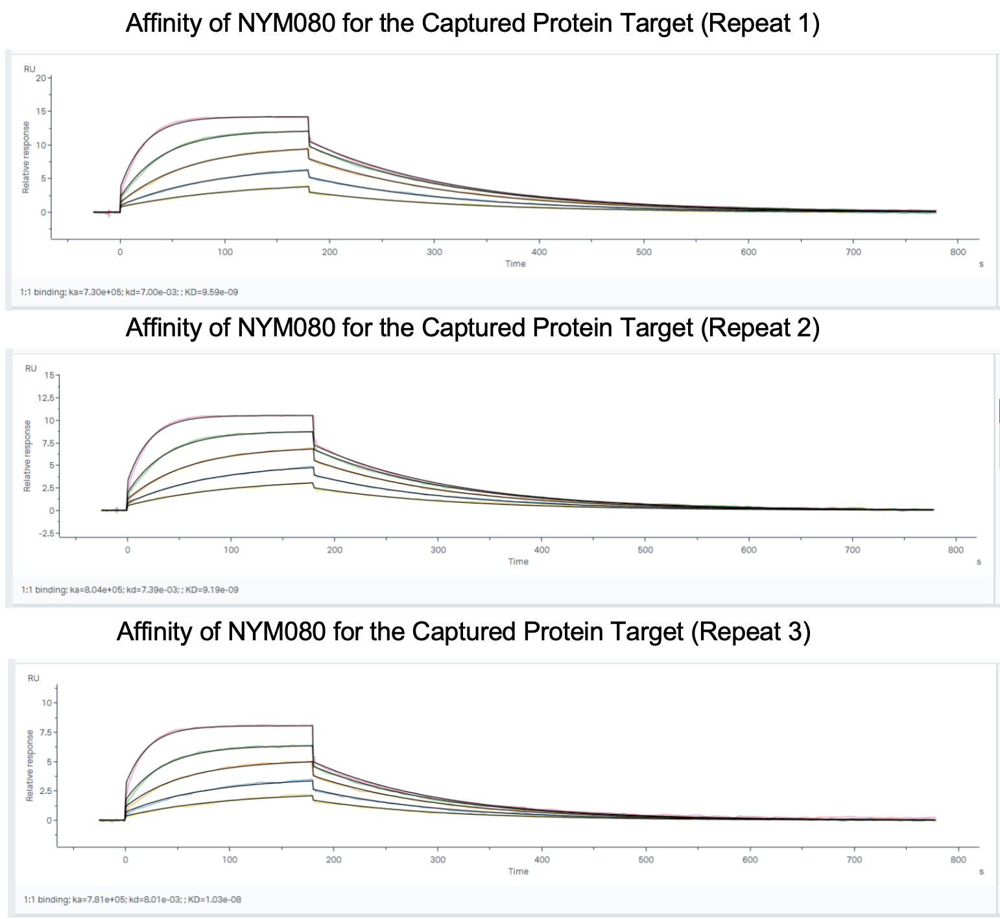 Affinity of NYM080 for the Captured Protein Target (Repeat 1)
RU
20
15
10
5
0
Relative response
0 100 200 300 400 500 600 700 800
Time
s
1:1 binding; ka=7.30e+05; kd=7.00e-03; ; KD=9.59e-09
Affinity of NYM080 for the Captured Protein Target (Repeat 2)
RU
15
12.5
10
7.5
5
2.5
0
-2.5
Relative response
0 100 200 300 400 500 600 700 800
Time
s
1:1 binding; ka=8.04e+05; kd=7.39e-03; ; KD=9.19e-09
Affinity of NYM080 for the Captured Protein Target (Repeat 3)
RU
10
7.5
5
2.5
0
Relative response
0 100 200 300 400 500 600 700 800
Time
s
1:1 binding; ka=7.81e+05; kd=8.01e-03; ; KD=1.03e-08